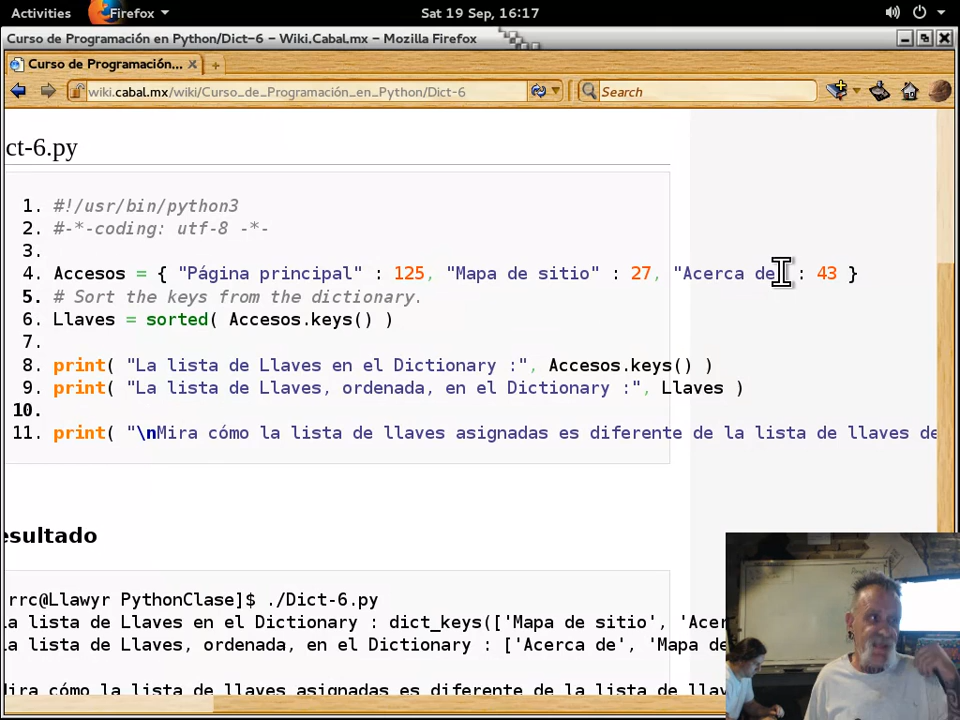 Activities Firefox Sat 19 Sep, 16:17
Curso de Programación en Python/Dict-6 - Wiki.Cabal.mx - Mozilla Firefox
Curso de Programación...
wiki.cabal.mx/wiki/Curso_de_Programación_en_Python/Dict-6 Search
ct-6.py
1. #!/usr/bin/python3
2. #-*-coding: utf-8 -*-
3.
4. Accesos = { "Página principal" : 125, "Mapa de sitio" : 27, "Acerca de" : 43 }
5. # Sort the keys from the dictionary.
6. Llaves = sorted( Accesos.keys() )
7.
8. print( "La lista de Llaves en el Dictionary :", Accesos.keys() )
9. print( "La lista de Llaves, ordenada, en el Dictionary :", Llaves )
10.
11. print( "\nMira cómo la lista de llaves asignadas es diferente de la lista de llaves de
esultado
rrc@Llawyr PythonClase]$ ./Dict-6.py
a lista de Llaves en el Dictionary : dict_keys(['Mapa de sitio', 'Acer
a lista de Llaves, ordenada, en el Dictionary : ['Acerca de', 'Mapa de
ira cómo la lista de llaves asignadas es diferente de la lista de llav